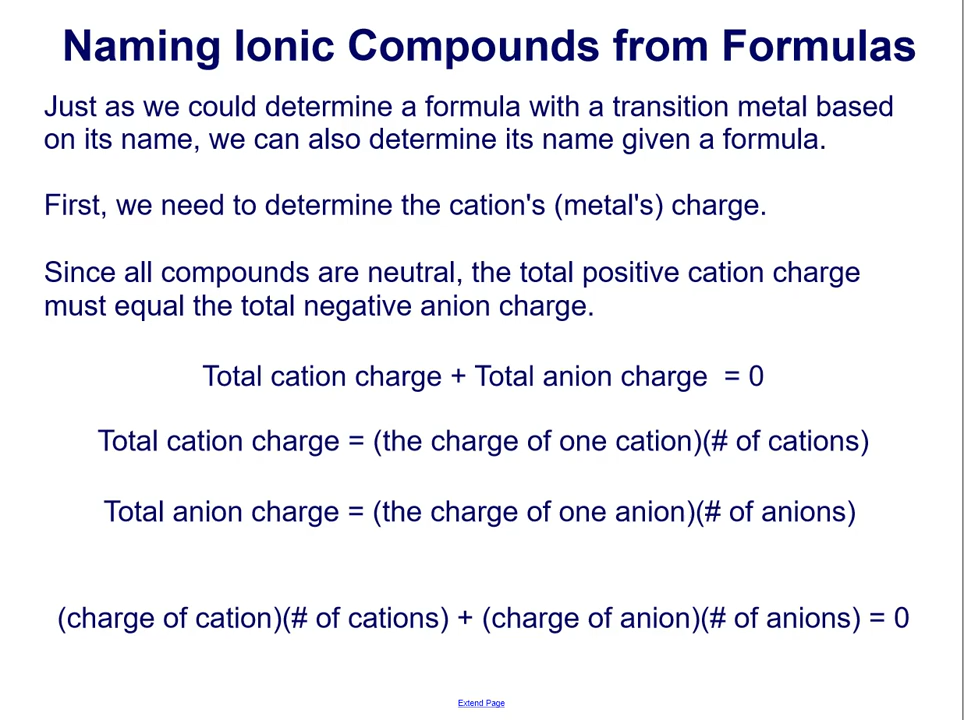 Naming Ionic Compounds from Formulas
Just as we could determine a formula with a transition metal based
on its name, we can also determine its name given a formula.
First, we need to determine the cation's (metal's) charge.
Since all compounds are neutral, the total positive cation charge
must equal the total negative anion charge.
Total cation charge + Total anion charge = 0
Total cation charge = (the charge of one cation)(# of cations)
Total anion charge = (the charge of one anion)(# of anions)
(charge of cation)(# of cations) + (charge of anion)(# of anions) = 0
Extend Page